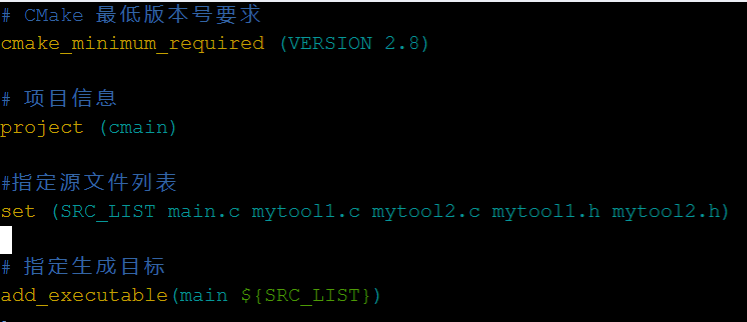 # CMake 最低版本号要求
cmake_minimum_required (VERSION 2.8)
# 项目信息
project (cmain)
#指定源文件列表
set (SRC_LIST main.c mytool1.c mytool2.c mytool1.h mytool2.h)
# 指定生成目标
add_executable(main ${SRC_LIST})